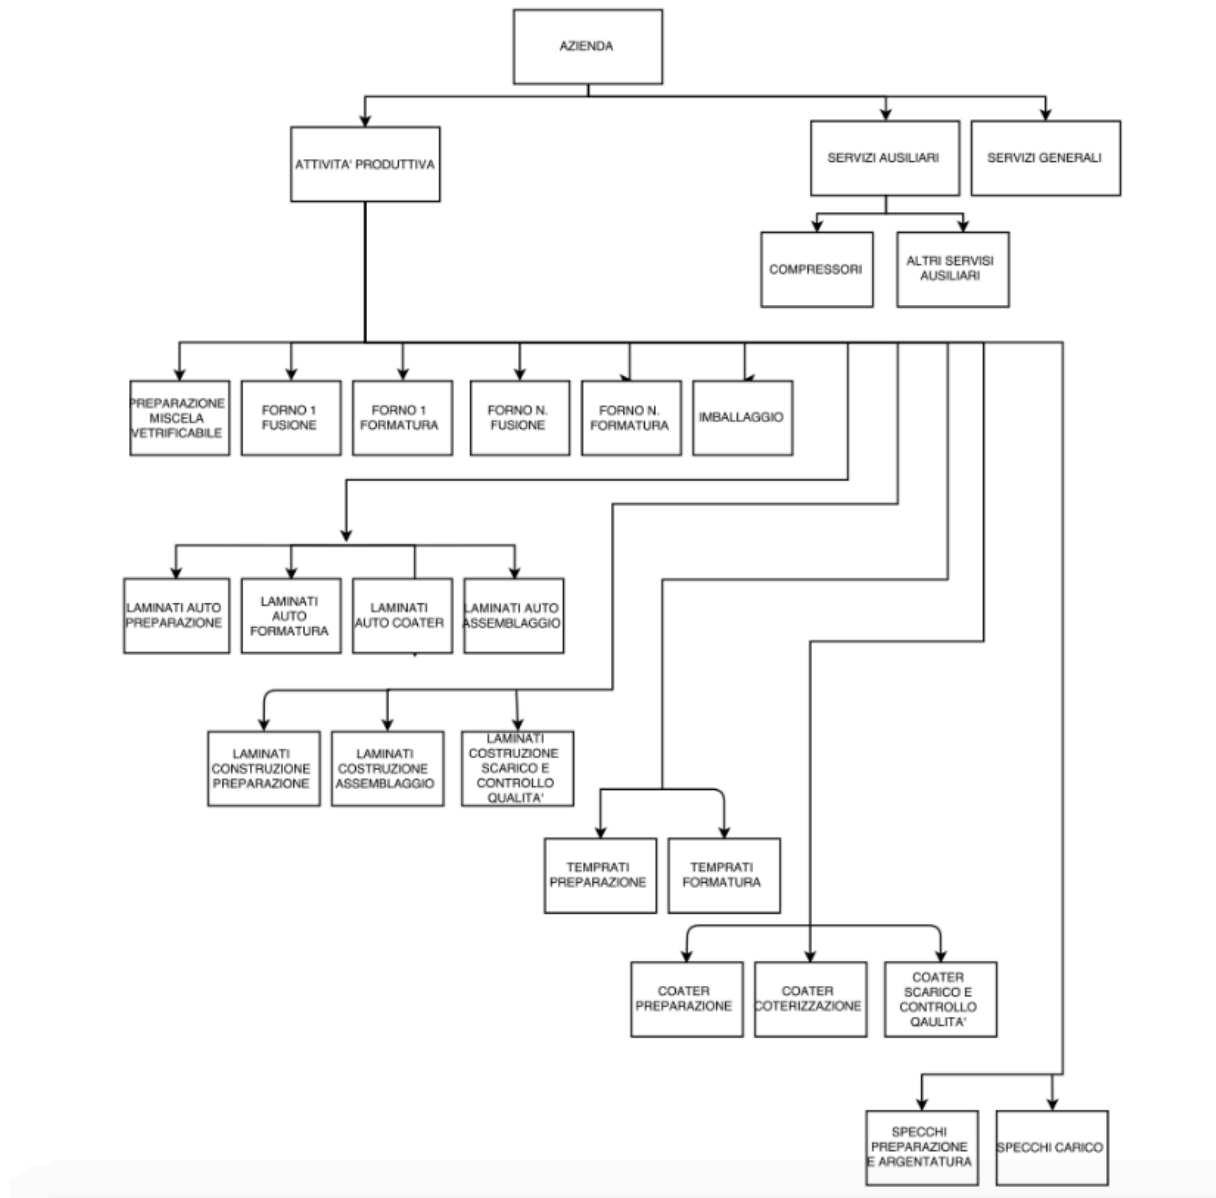 AZIENDA
ATTIVITA' PRODUTTIVA
SERVIZI AUSILIARI
SERVIZI GENERALI
COMPRESSORI
ALTRI SERVISI
AUSILIARI
PREPARAZIONE
MISCELA
VETRIFICABILE
FORNO 1
FUSIONE
FORNO 1
FORMATURA
FORNO N.
FUSIONE
FORNO N.
FORMATURA
IMBALLAGGIO
LAMINATI AUTO
PREPARAZIONE
LAMINATI
AUTO
FORMATURA
LAMINATI
AUTO COATER
LAMINATI AUTO
ASSEMBLAGGIO
LAMINATI
CONSTRUZIONE
PREPARAZIONE
LAMINATI
COSTRUZIONE
ASSEMBLAGGIO
LAMINATI
COSTRUZIONE
SCARICO E
CONTROLLO
QUALITA'
TEMPRATI
PREPARAZIONE
TEMPRATI
FORMATURA
COATER
PREPARAZIONE
COATER
COTERIZZAZIONE
COATER
SCARICO E
CONTROLLO
QAULITA'
SPECCHI
PREPARAZIONE
E ARGENTATURA
SPECCHI CARICO